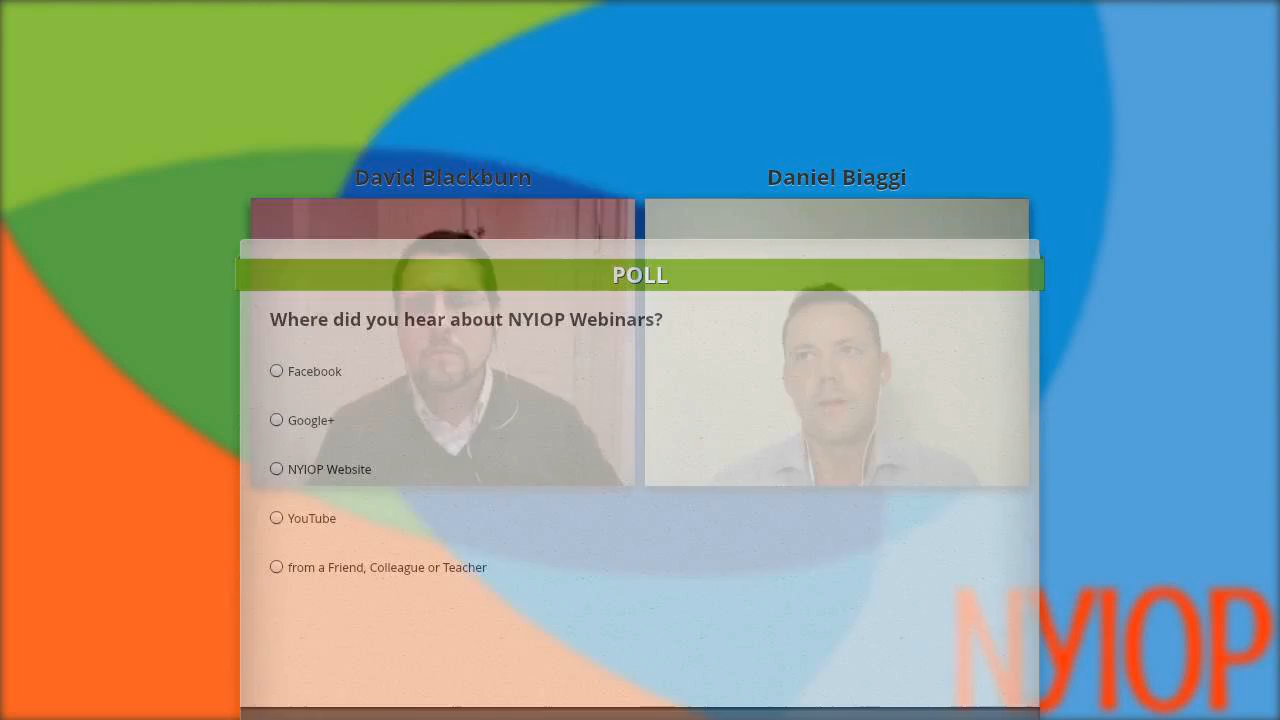 David Blackburn
Daniel Biaggi
POLL
Where did you hear about NYIOP Webinars?
Facebook
Google+
NYIOP Website
YouTube
from a Friend, Colleague or Teacher
NYIOP